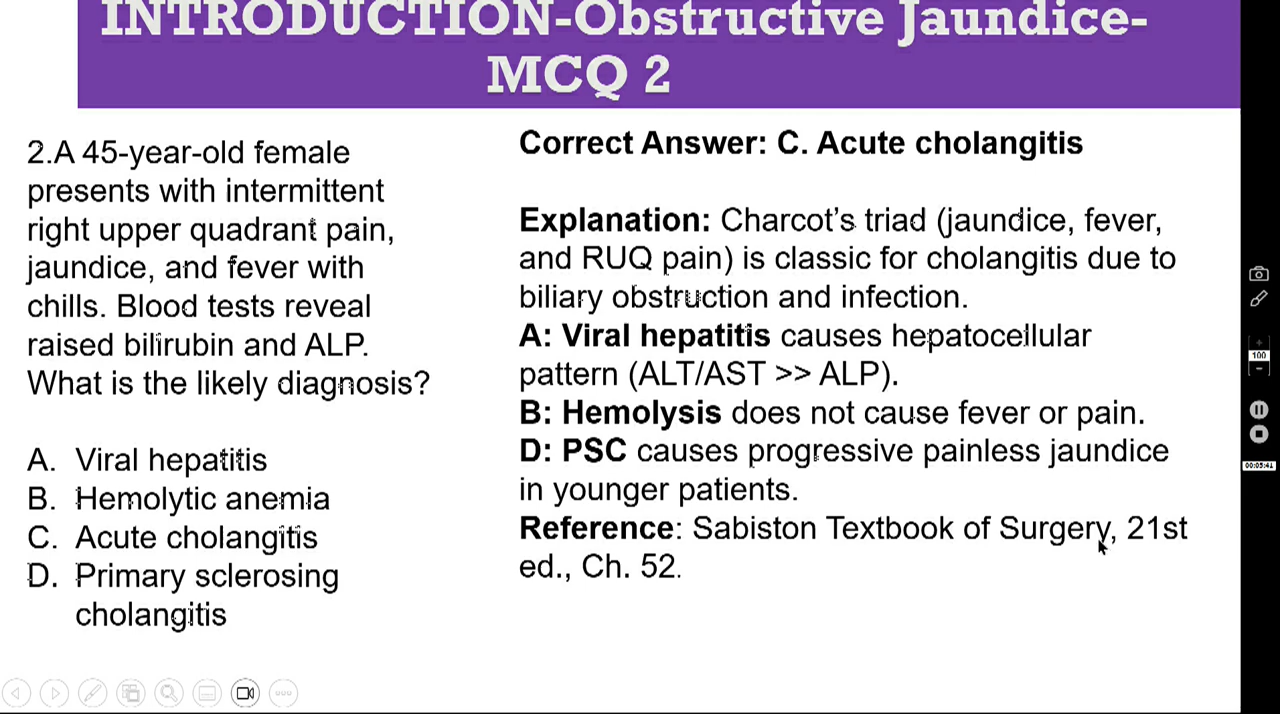 INTRODUCTION-Obstructive Jaundice-
MCQ 2
2.A 45-year-old female
presents with intermittent
right upper quadrant pain,
jaundice, and fever with
chills. Blood tests reveal
raised bilirubin and ALP.
What is the likely diagnosis?
A. Viral hepatitis
B. Hemolytic anemia
C. Acute cholangitis
D. Primary sclerosing
cholangitis
Correct Answer: C. Acute cholangitis
Explanation: Charcot’s triad (jaundice, fever,
and RUQ pain) is classic for cholangitis due to
biliary obstruction and infection.
A: Viral hepatitis causes hepatocellular
pattern (ALT/AST >> ALP).
B: Hemolysis does not cause fever or pain.
D: PSC causes progressive painless jaundice
in younger patients.
Reference: Sabiston Textbook of Surgery, 21st
ed., Ch. 52.
100
00:05:41